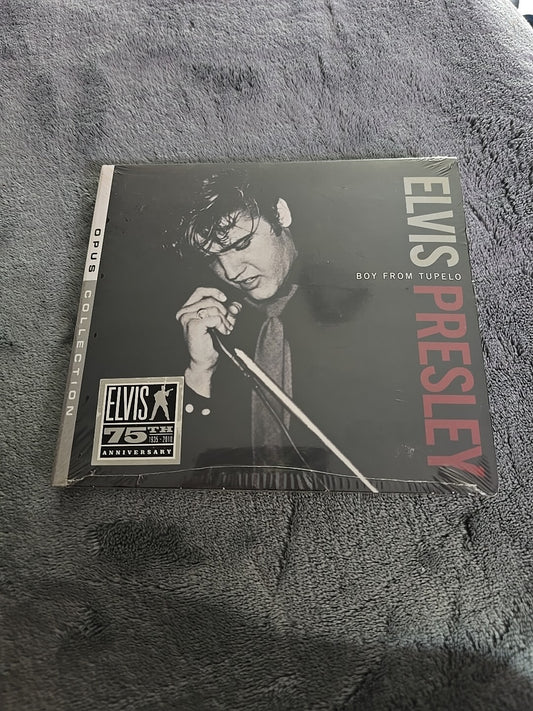 OPUS COLLECTION
ELVIS PRESLEY
BOY FROM TUPELO
ELVIS
75TH
1935-2010
ANNIVERSARY